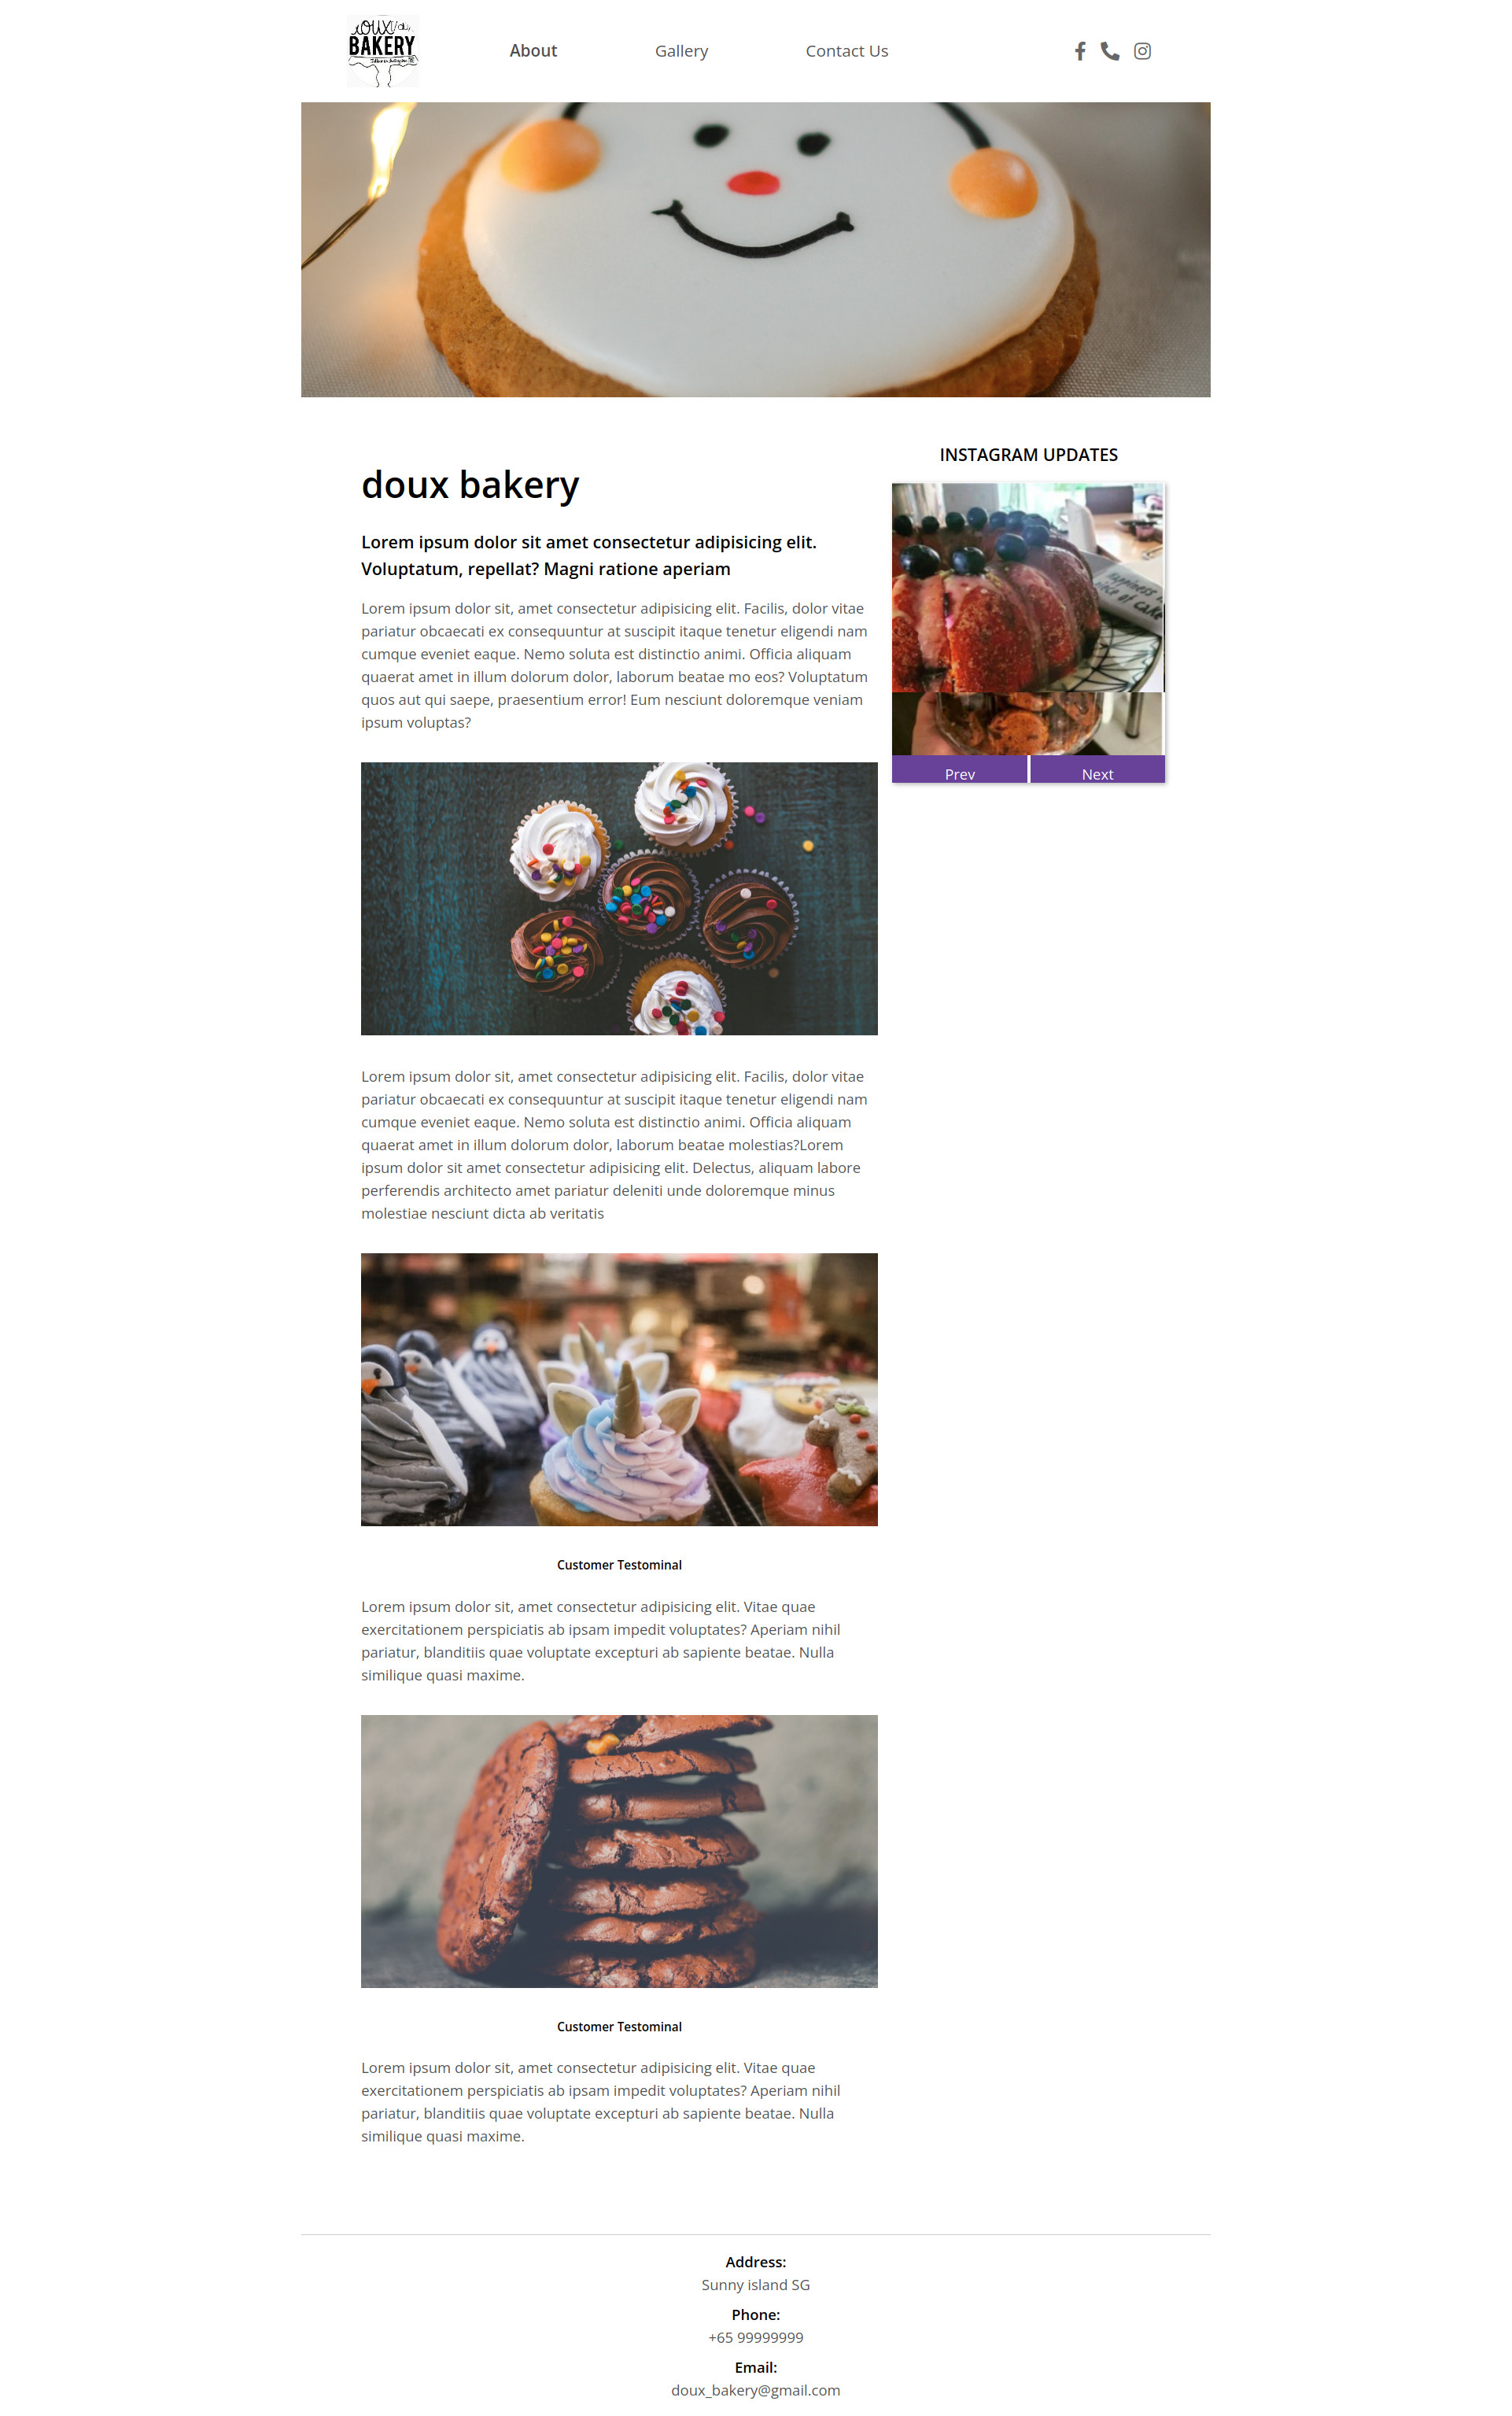 doux
BAKERY
About
Gallery
Contact Us
doux bakery
Lorem ipsum dolor sit amet consectetur adipisicing elit.
Voluptatum, repellat? Magni ratione aperiam
Lorem ipsum dolor sit, amet consectetur adipisicing elit. Facilis, dolor vitae
pariatur obcaecati ex consequuntur at suscipit itaque tenetur eligendi nam
cumque eveniet eaque. Nemo soluta est distinctio animi. Officia aliquam
quaerat amet in illum dolorum dolor, laborum beatae mo eos? Voluptatum
quos aut qui saepe, praesentium error! Eum nesciunt doloremque veniam
ipsum voluptas?
Lorem ipsum dolor sit, amet consectetur adipisicing elit. Facilis, dolor vitae
pariatur obcaecati ex consequuntur at suscipit itaque tenetur eligendi nam
cumque eveniet eaque. Nemo soluta est distinctio animi. Officia aliquam
quaerat amet in illum dolorum dolor, laborum beatae molestias?Lorem
ipsum dolor sit amet consectetur adipisicing elit. Delectus, aliquam labore
perferendis architecto amet pariatur deleniti unde doloremque minus
molestiae nesciunt dicta ab veritatis
Customer Testominal
Lorem ipsum dolor sit, amet consectetur adipisicing elit. Vitae quae
exercitationem perspiciatis ab ipsam impedit voluptates? Aperiam nihil
pariatur, blanditiis quae voluptate excepturi ab sapiente beatae. Nulla
similique quasi maxime.
Customer Testominal
Lorem ipsum dolor sit, amet consectetur adipisicing elit. Vitae quae
exercitationem perspiciatis ab ipsam impedit voluptates? Aperiam nihil
pariatur, blanditiis quae voluptate excepturi ab sapiente beatae. Nulla
similique quasi maxime.
INSTAGRAM UPDATES
Happiness
of cake
Prev
Next
Address:
Sunny island SG
Phone:
+65 99999999
Email:
doux_bakery@gmail.com